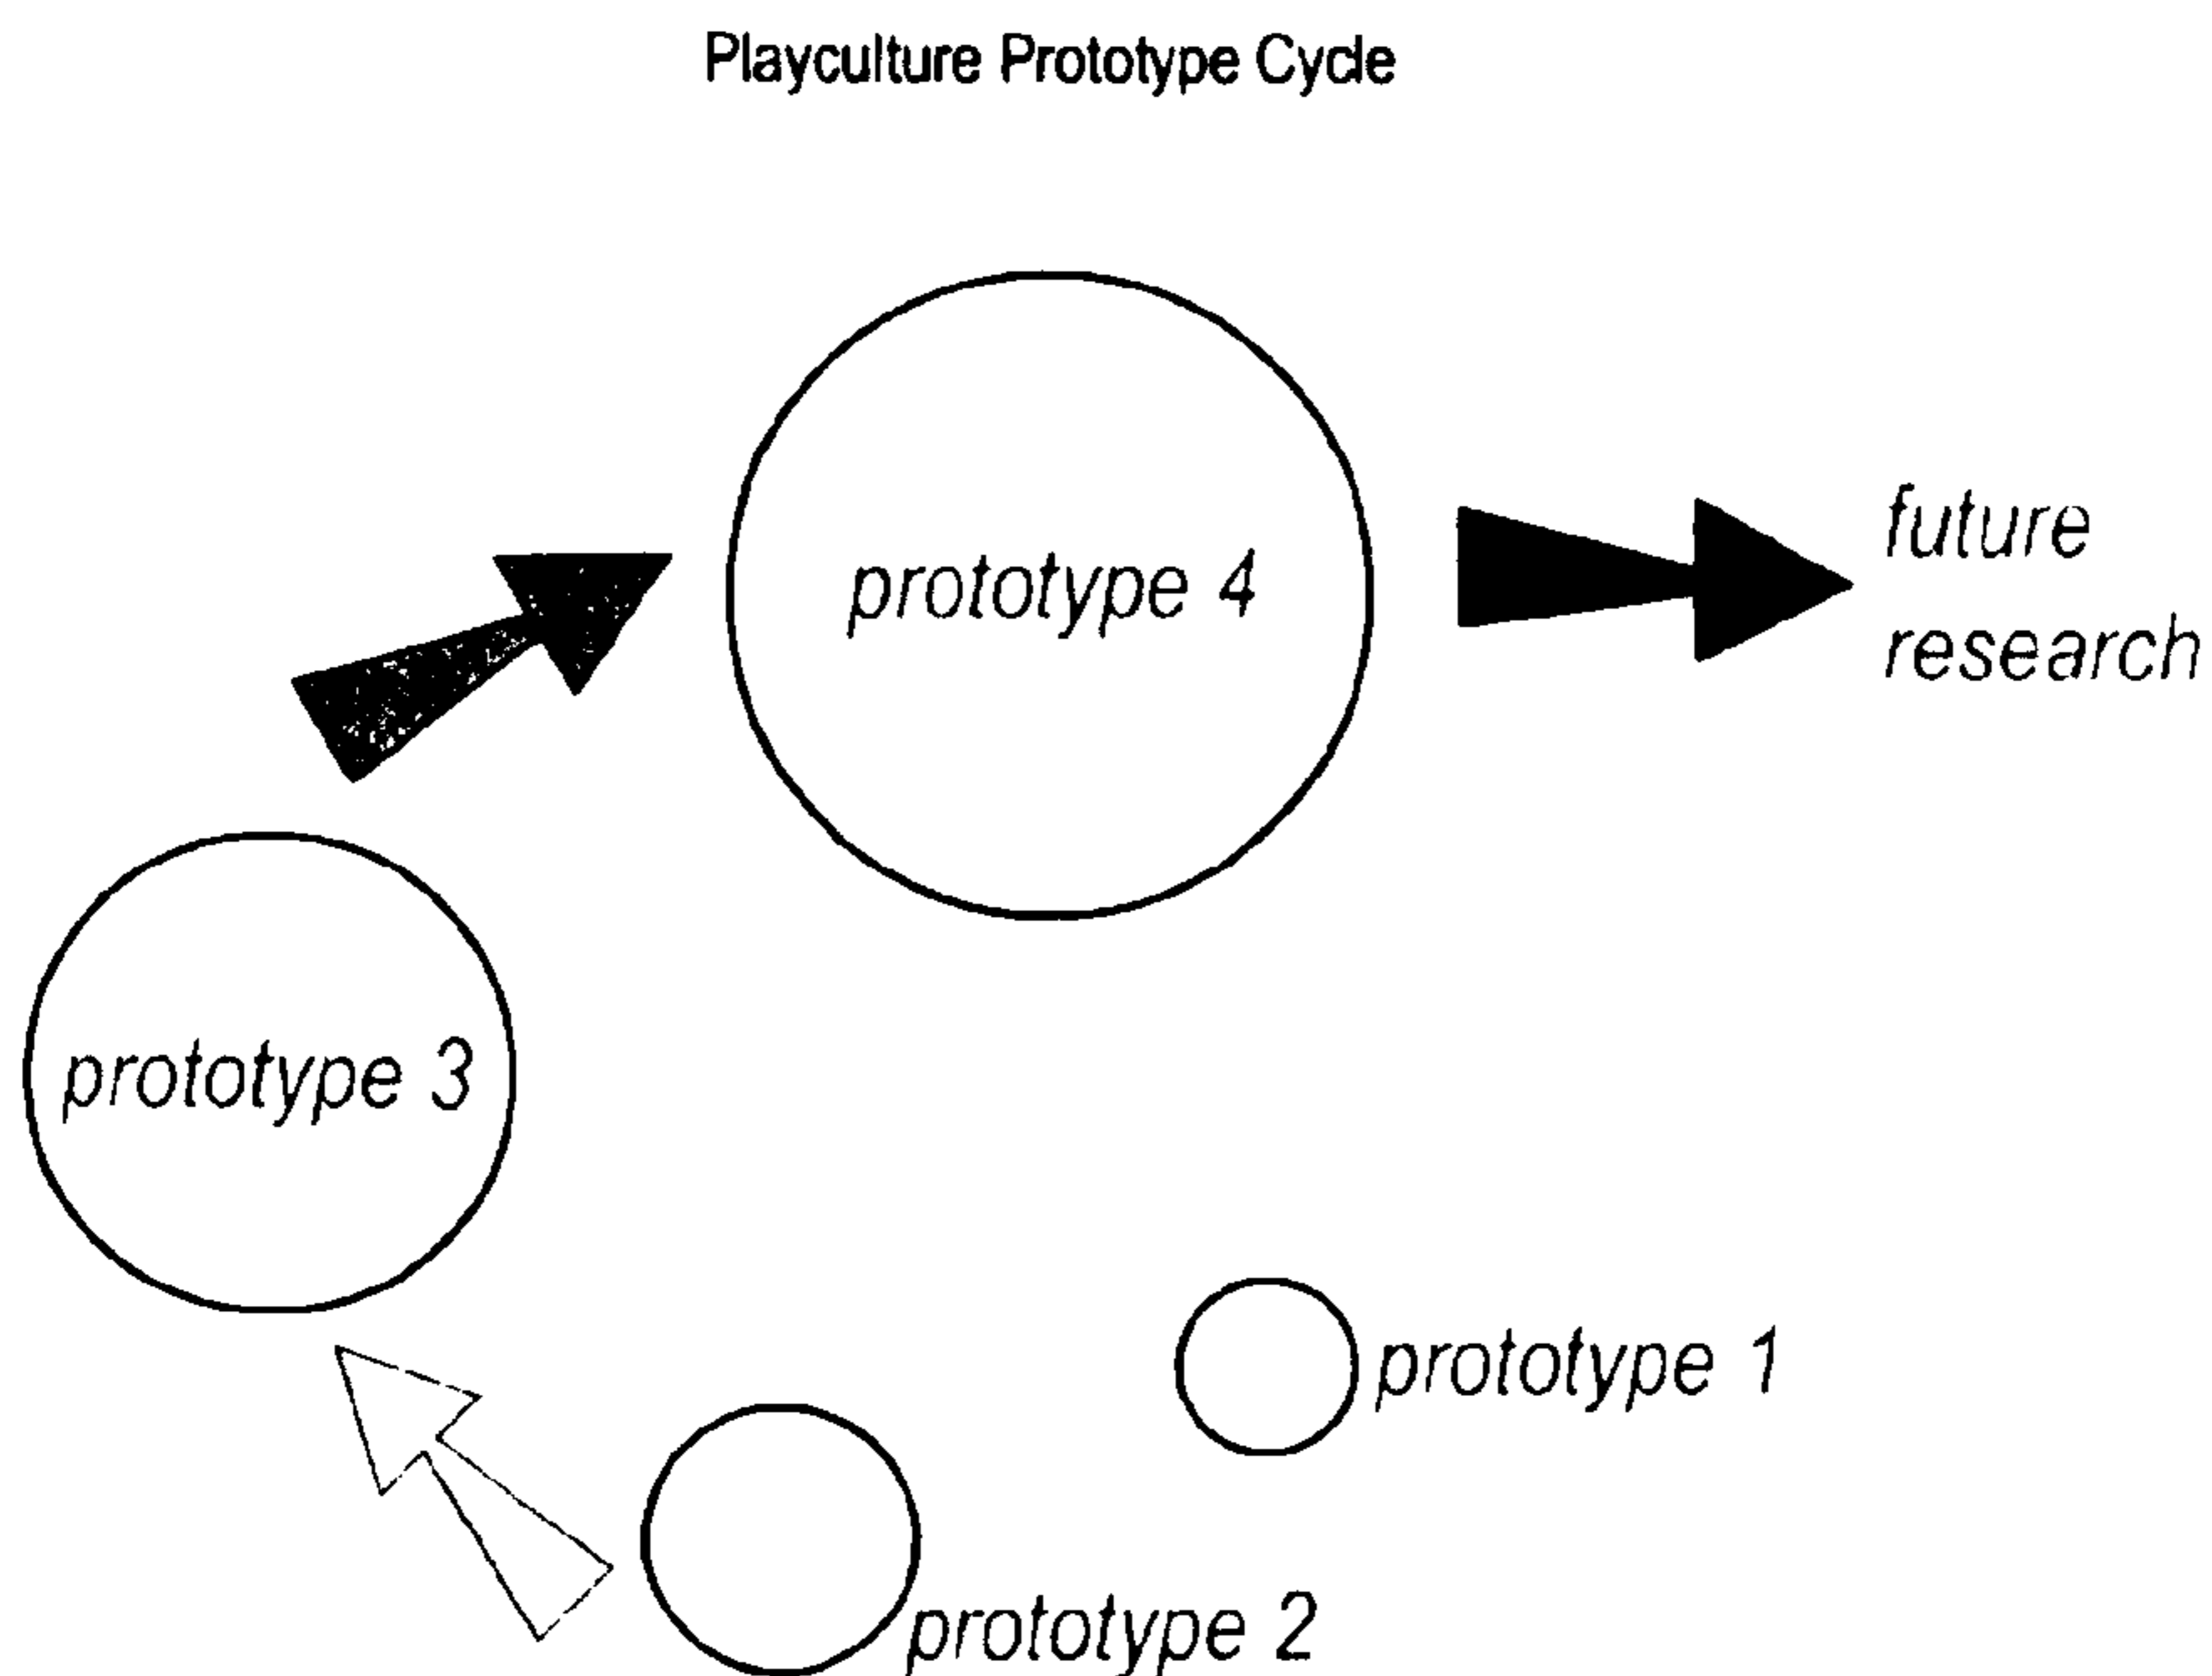 Playculture Prototype Cycle
prototype 4
future
research
prototype 3
prototype 1
prototype 2